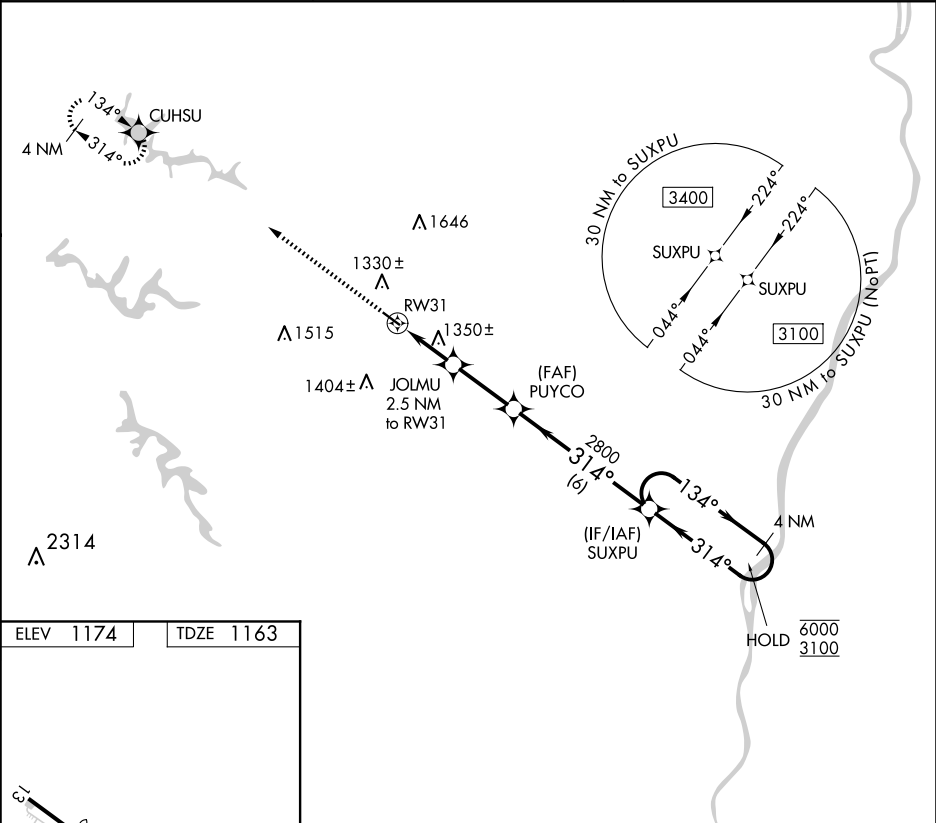 134°
CUHSU
4 NM
314°
30 NM to SUXPU
3400
224°
SUXPU
044°
224°
SUXPU
044°
3100
30 NM to SUXPU (NoPT)
1646
1330±
RW31
1515
1350±
1404±
JOLMU
2.5 NM
to RW31
(FAF)
PUYCO
2800
314°
(6)
(IF/IAF)
SUXPU
134°
4 NM
314°
HOLD
6000
3100
2314
ELEV 1174
TDZE 1163
13